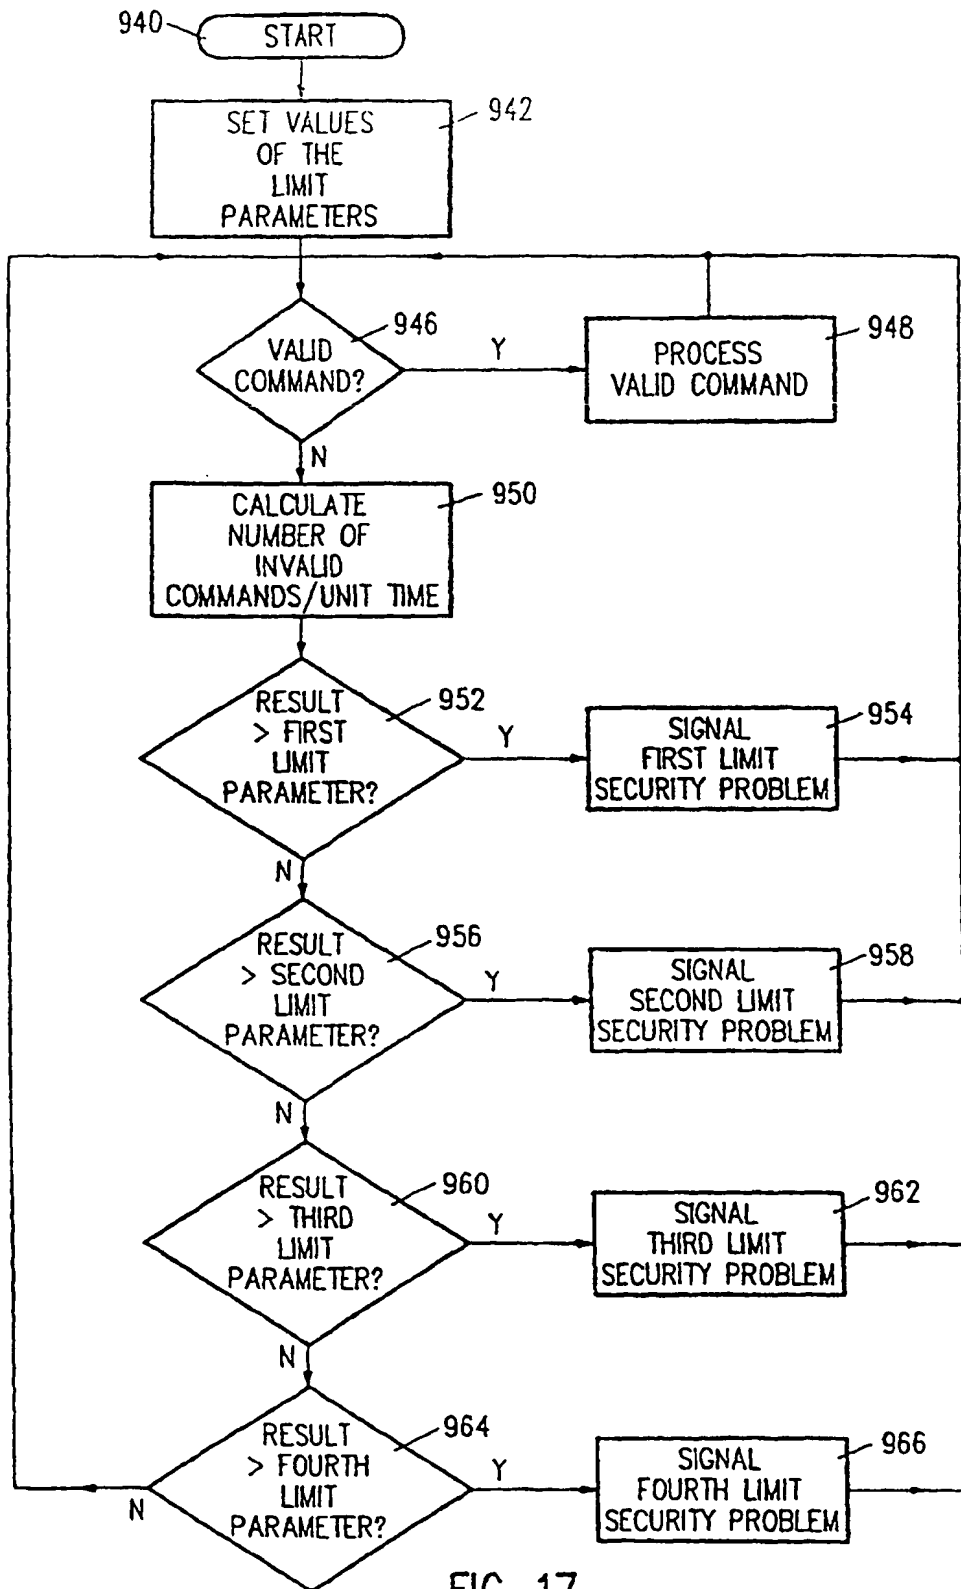 940
START
942
SET VALUES
OF THE
LIMIT
PARAMETERS
946
VALID
COMMAND?
Y
948
PROCESS
VALID COMMAND
N
950
CALCULATE
NUMBER OF
INVALID
COMMANDS/UNIT TIME
952
RESULT
> FIRST
LIMIT
PARAMETER?
Y
954
SIGNAL
FIRST LIMIT
SECURITY PROBLEM
N
956
RESULT
> SECOND
LIMIT
PARAMETER?
Y
958
SIGNAL
SECOND LIMIT
SECURITY PROBLEM
N
960
RESULT
> THIRD
LIMIT
PARAMETER?
Y
962
SIGNAL
THIRD LIMIT
SECURITY PROBLEM
N
964
RESULT
> FOURTH
LIMIT
PARAMETER?
Y
966
SIGNAL
FOURTH LIMIT
SECURITY PROBLEM
N
FIG. 17